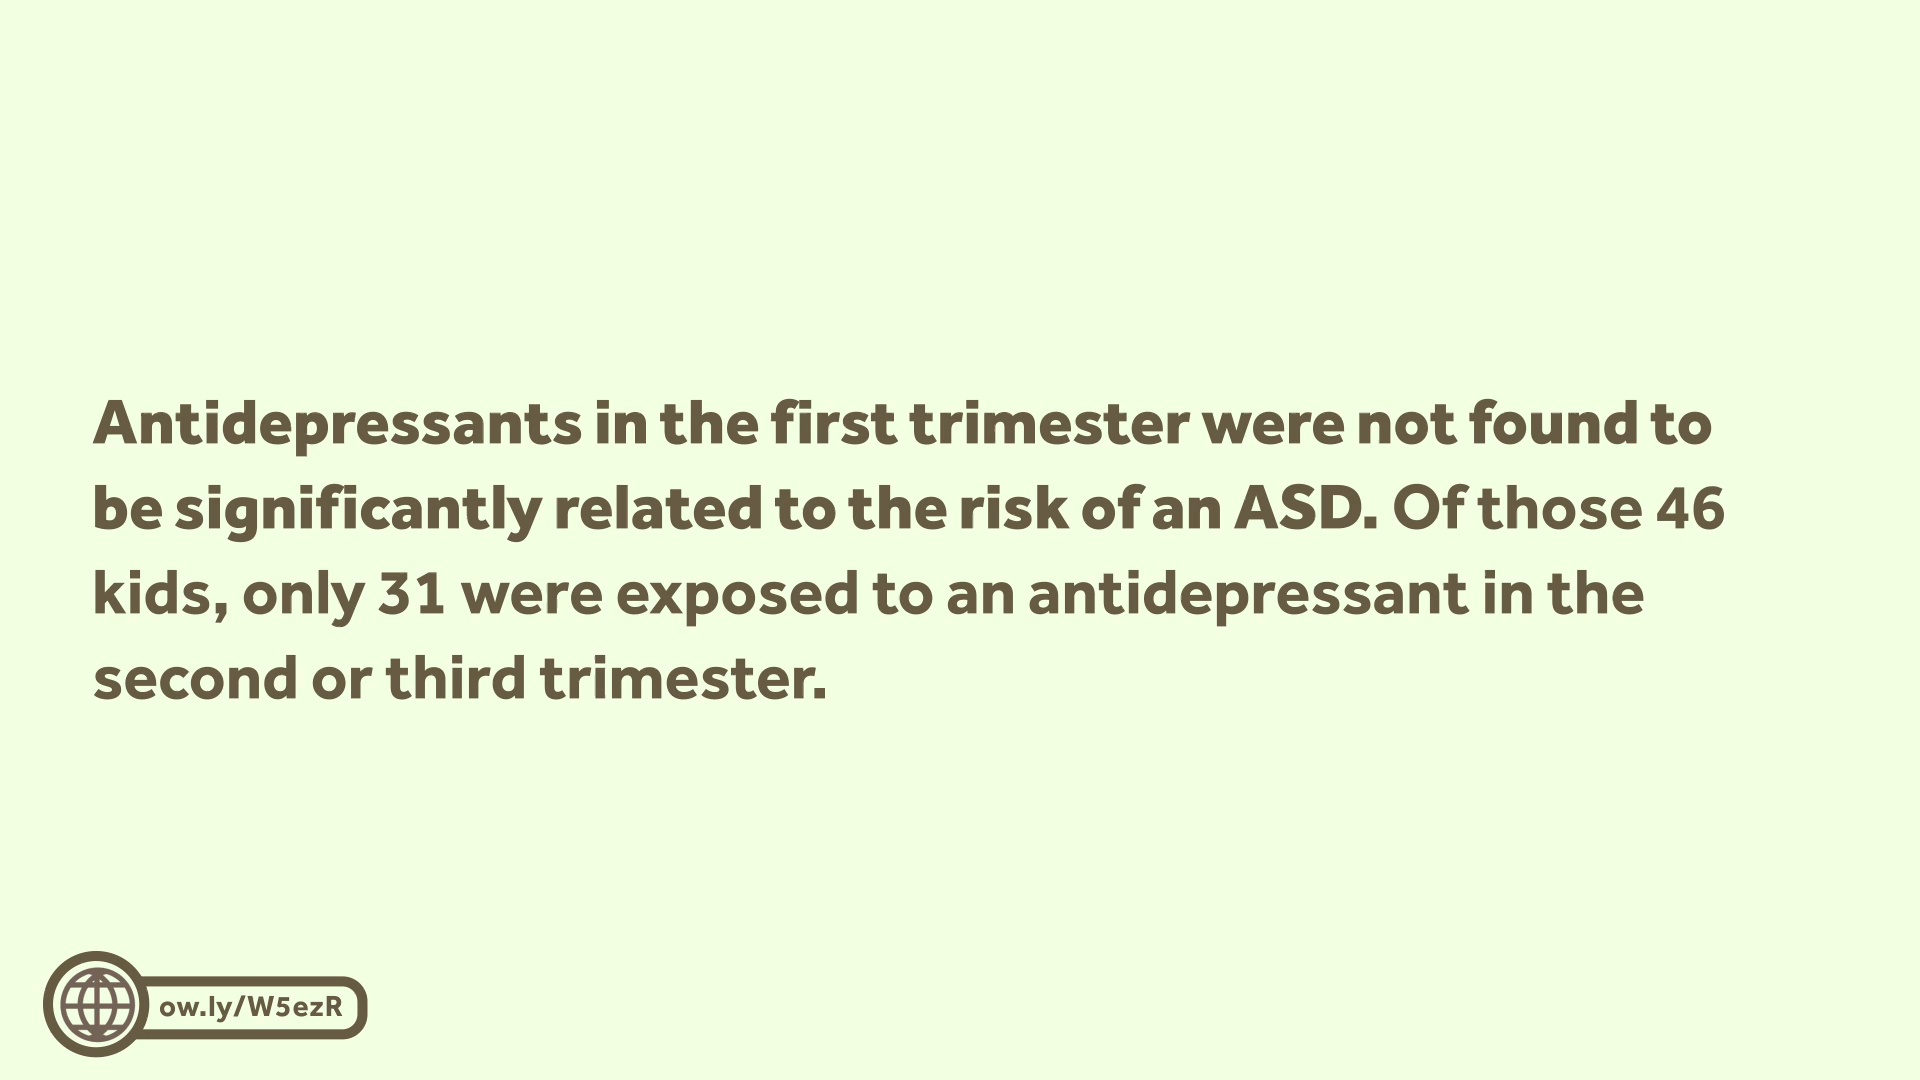 Antidepressants in the first trimester were not found to
be significantly related to the risk of an ASD. Of those 46
kids, only 31 were exposed to an antidepressant in the
second or third trimester.
ow.ly/W5ezR